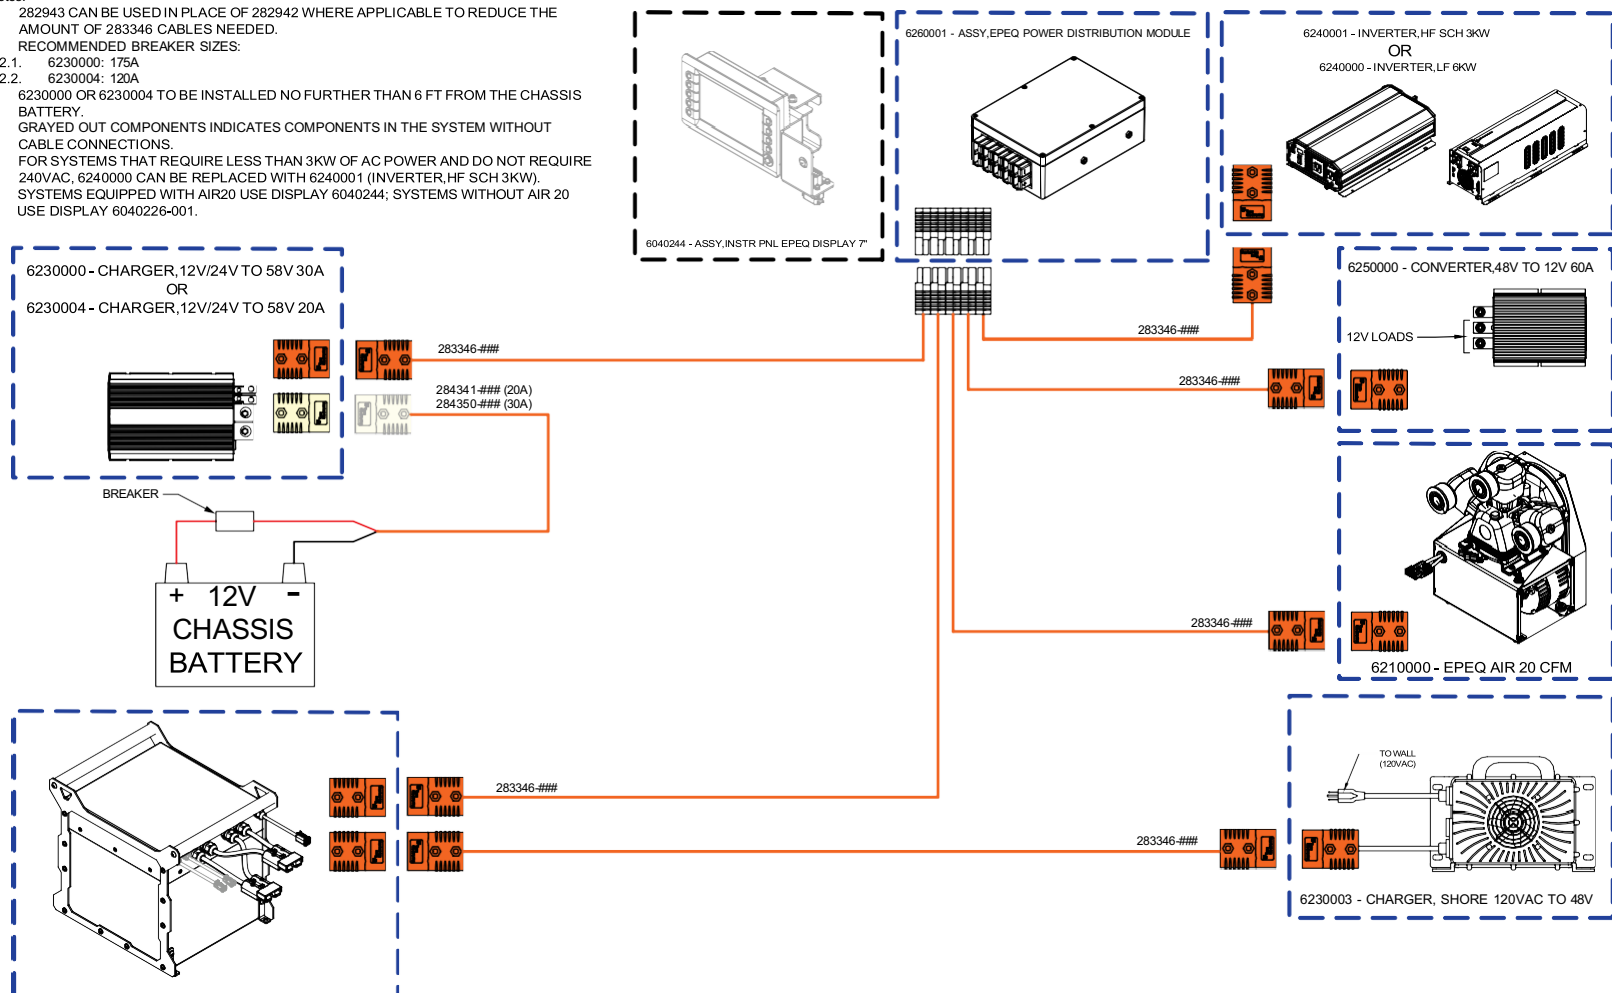 282943 CAN BE USED IN PLACE OF 282942 WHERE APPLICABLE TO REDUCE THE
AMOUNT OF 283346 CABLES NEEDED.
RECOMMENDED BREAKER SIZES:
2.1. 6230000: 175A
2.2. 6230004: 120A
6230000 OR 6230004 TO BE INSTALLED NO FURTHER THAN 6 FT FROM THE CHASSIS
BATTERY.
GRAYED OUT COMPONENTS INDICATES COMPONENTS IN THE SYSTEM WITHOUT
CABLE CONNECTIONS.
FOR SYSTEMS THAT REQUIRE LESS THAN 3KW OF AC POWER AND DO NOT REQUIRE
240VAC, 6240000 CAN BE REPLACED WITH 6240001 (INVERTER,HF SCH 3KW).
SYSTEMS EQUIPPED WITH AIR20 USE DISPLAY 6040244; SYSTEMS WITHOUT AIR 20
USE DISPLAY 6040226-001.
6040244 - ASSY,INSTR PNL EPEQ DISPLAY 7"
6260001 - ASSY,EPEQ POWER DISTRIBUTION MODULE
6240001 - INVERTER,HF SCH 3KW
OR
6240000 - INVERTER,LF 6KW
6230000 - CHARGER,12V/24V TO 58V 30A
OR
6230004 - CHARGER,12V/24V TO 58V 20A
6250000 - CONVERTER,48V TO 12V 60A
12V LOADS
283346-###
283346-###
283346-###
284341-### (20A)
284350-### (30A)
BREAKER
+ 12V -
CHASSIS
BATTERY
283346-###
6210000 - EPEQ AIR 20 CFM
283346-###
283346-###
TO WALL
(120VAC)
6230003 - CHARGER, SHORE 120VAC TO 48V